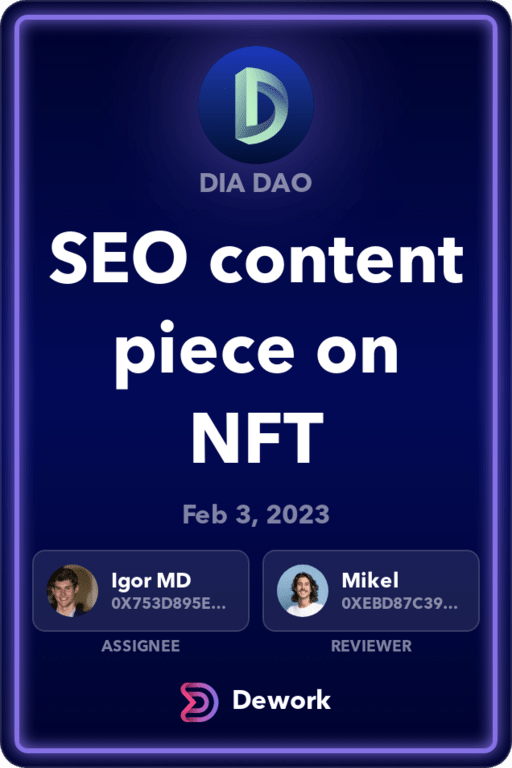 DIA DAO
SEO content
piece on
NFT
Feb 3, 2023
Igor MD
0X753D895E...
ASSIGNEE
Mikel
0XEBD87C39...
REVIEWER
Dework